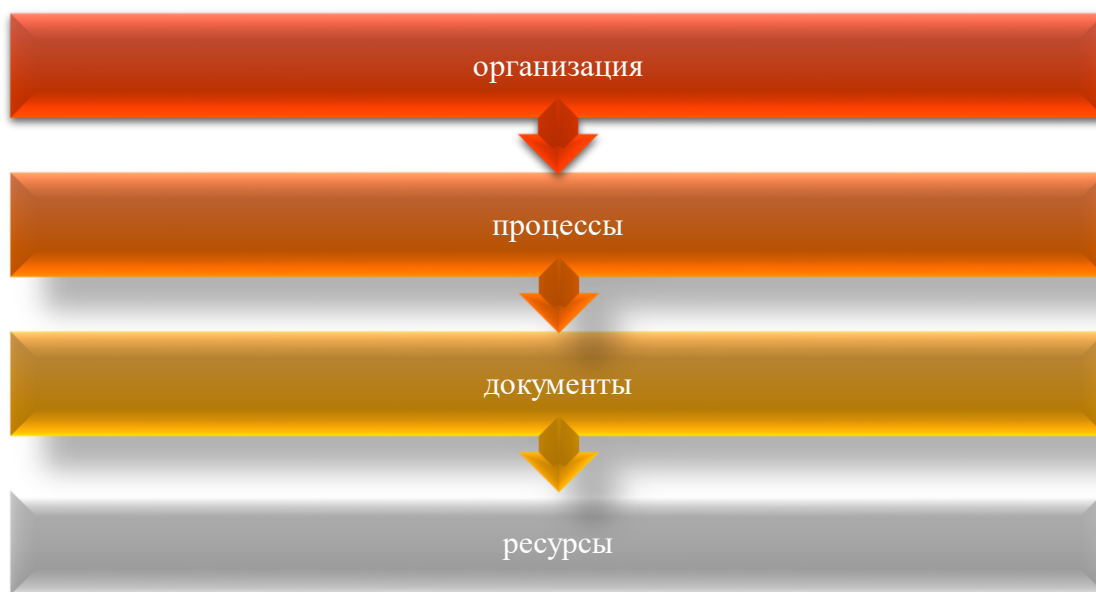 организация
процессы
документы
ресурсы